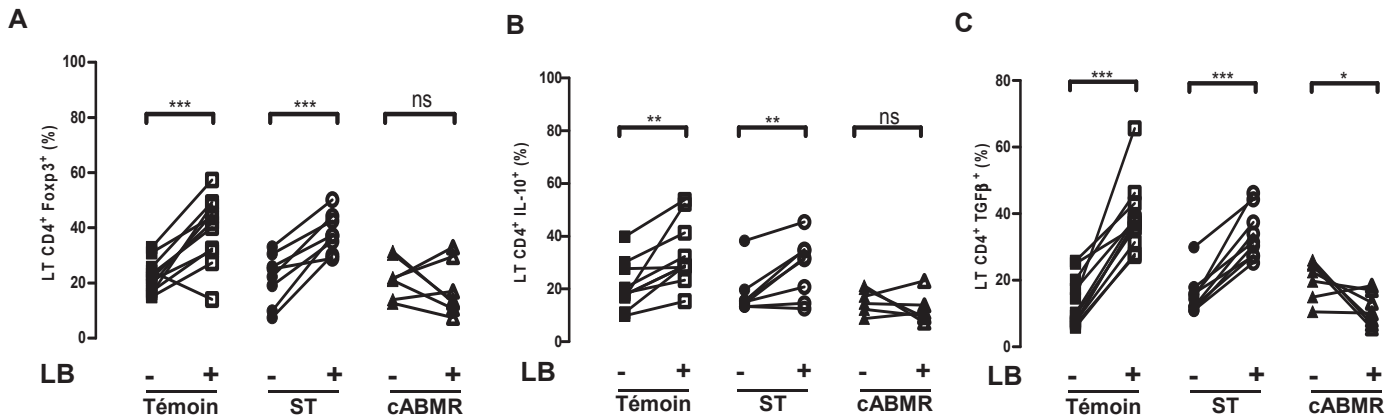 A
LT CD4⁺ Foxp3⁺ (%)
100
80
60
40
20
0
***
***
ns
LB
- + - + - +
Témoin ST cABMR
B
LT CD4⁺ IL-10⁺ (%)
100
80
60
40
20
0
**
**
ns
- + - + - +
Témoin ST cABMR
C
LT CD4⁺ TGFβ⁺ (%)
80
60
40
20
0
***
***
*
LB
- + - + - +
Témoin ST cABMR